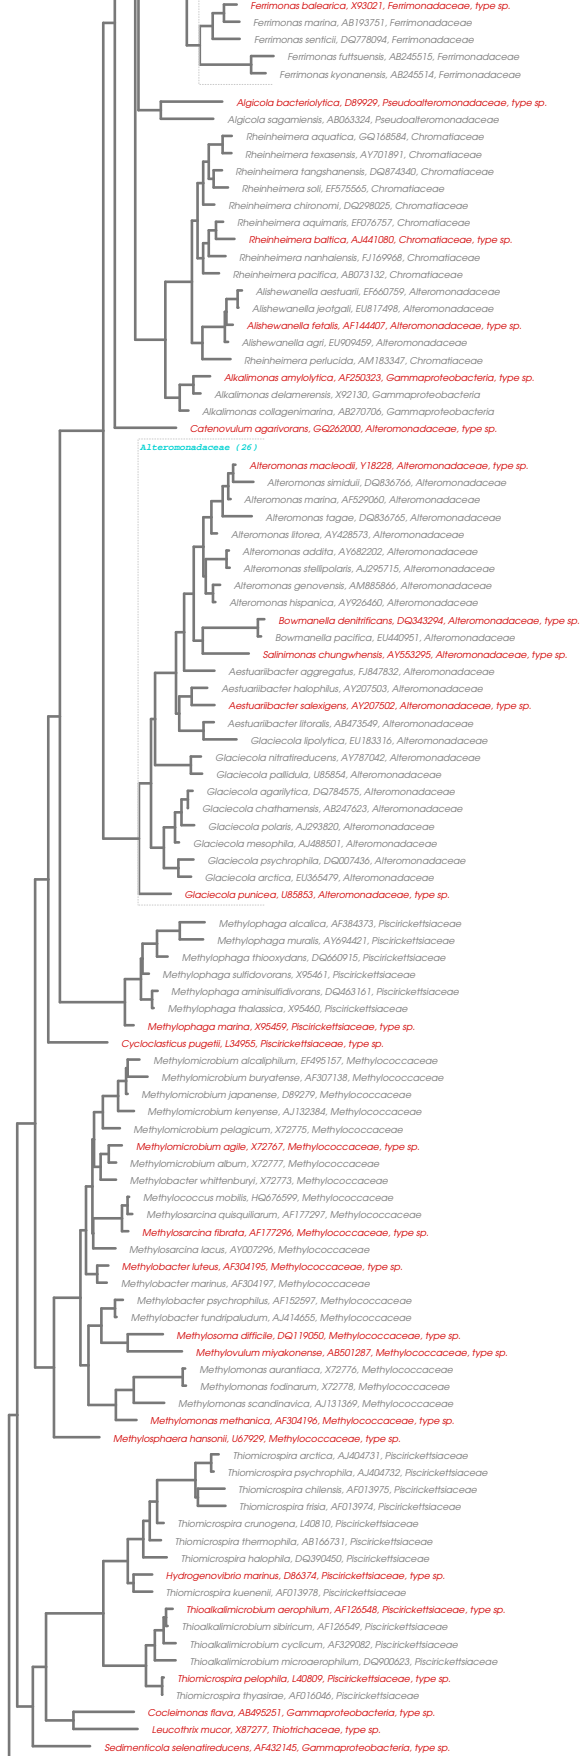 Ferrimonas balearica, X93021, Ferrimonadaceae, type sp.
Ferrimonas marina, AB193751, Ferrimonadaceae
Ferrimonas senticii, DQ778094, Ferrimonadaceae
Ferrimonas futtsuensis, AB245515, Ferrimonadaceae
Ferrimonas kyonanensis, AB245514, Ferrimonadaceae
Algicola bacteriolytica, D89929, Pseudoalteromonadaceae, type sp.
Algicola sagamiensis, AB063324, Pseudoalteromonadaceae
Rheinheimera aquatica, GQ168584, Chromatiaceae
Rheinheimera texasensis, AY701891, Chromatiaceae
Rheinheimera tangshanensis, DQ874340, Chromatiaceae
Rheinheimera soli, EF575565, Chromatiaceae
Rheinheimera chironomi, DQ298025, Chromatiaceae
Rheinheimera aquimaris, EF076757, Chromatiaceae
Rheinheimera baltica, AJ441080, Chromatiaceae, type sp.
Rheinheimera nanhaiensis, FJ169968, Chromatiaceae
Rheinheimera pacifica, AB073132, Chromatiaceae
Alishewanella aestuarii, EF660759, Alteromonadaceae
Alishewanella jeotgali, EU817498, Alteromonadaceae
Alishewanella fetalis, AF144407, Alteromonadaceae, type sp.
Alishewanella agri, EU909459, Alteromonadaceae
Rheinheimera perlucida, AM183347, Chromatiaceae
Alkalimonas amylolytica, AF250323, Gammaproteobacteria, type sp.
Alkalimonas delamerensis, X92130, Gammaproteobacteria
Alkalimonas collagenimarina, AB270706, Gammaproteobacteria
Catenovulum agarivorans, GQ262000, Alteromonadaceae, type sp.
Alteromonadaceae (26)
Alteromonas macleodii, Y18228, Alteromonadaceae, type sp.
Alteromonas simiduii, DQ836766, Alteromonadaceae
Alteromonas marina, AF529060, Alteromonadaceae
Alteromonas tagae, DQ836765, Alteromonadaceae
Alteromonas litorea, AY428573, Alteromonadaceae
Alteromonas addita, AY682202, Alteromonadaceae
Alteromonas stellipolaris, AJ295715, Alteromonadaceae
Alteromonas genovensis, AM885866, Alteromonadaceae
Alteromonas hispanica, AY926460, Alteromonadaceae
Bowmanella denitrificans, DQ343294, Alteromonadaceae, type sp.
Bowmanella pacifica, EU440951, Alteromonadaceae
Salinimonas chungwhensis, AY553295, Alteromonadaceae, type sp.
Aestuariibacter aggregatus, FJ847832, Alteromonadaceae
Aestuariibacter halophilus, AY207503, Alteromonadaceae
Aestuariibacter salexigens, AY207502, Alteromonadaceae, type sp.
Aestuariibacter litoralis, AB473549, Alteromonadaceae
Glaciecola lipolytica, EU183316, Alteromonadaceae
Glaciecola nitratireducens, AY787042, Alteromonadaceae
Glaciecola pallidula, U85854, Alteromonadaceae
Glaciecola agarilytica, DQ784575, Alteromonadaceae
Glaciecola chathamensis, AB247623, Alteromonadaceae
Glaciecola polaris, AJ293820, Alteromonadaceae
Glaciecola mesophila, AJ488501, Alteromonadaceae
Glaciecola psychrophila, DQ007436, Alteromonadaceae
Glaciecola arctica, EU365479, Alteromonadaceae
Glaciecola punicea, U85853, Alteromonadaceae, type sp.
Methylophaga alcalica, AF384373, Piscirickettsiaceae
Methylophaga muralis, AY694421, Piscirickettsiaceae
Methylophaga thiooxydans, DQ660915, Piscirickettsiaceae
Methylophaga sulfidovorans, X95461, Piscirickettsiaceae
Methylophaga aminisulfidivorans, DQ463161, Piscirickettsiaceae
Methylophaga thalassica, X95460, Piscirickettsiaceae
Methylophaga marina, X95459, Piscirickettsiaceae, type sp.
Cycloclasticus pugetii, L34955, Piscirickettsiaceae, type sp.
Methylomicrobium alcaliphilum, EF495157, Methylococcaceae
Methylomicrobium buryatense, AF307138, Methylococcaceae
Methylomicrobium japanense, D89279, Methylococcaceae
Methylomicrobium kenyense, AJ132384, Methylococcaceae
Methylomicrobium pelagicum, X72775, Methylococcaceae
Methylomicrobium agile, X72767, Methylococcaceae, type sp.
Methylomicrobium album, X72777, Methylococcaceae
Methylobacter whittenburyi, X72773, Methylococcaceae
Methylococcus mobilis, HQ676599, Methylococcaceae
Methylosarcina quisquiliarum, AF177297, Methylococcaceae
Methylosarcina fibrata, AF177296, Methylococcaceae, type sp.
Methylosarcina lacus, AY007296, Methylococcaceae
Methylobacter luteus, AF304195, Methylococcaceae, type sp.
Methylobacter marinus, AF304197, Methylococcaceae
Methylobacter psychrophilus, AF152597, Methylococcaceae
Methylobacter tundripaludum, AJ414655, Methylococcaceae
Methylosoma difficile, DQ119050, Methylococcaceae, type sp.
Methylovulum miyakonense, AB501287, Methylococcaceae, type sp.
Methylomonas aurantiaca, X72776, Methylococcaceae
Methylomonas fodinarum, X72778, Methylococcaceae
Methylomonas scandinavica, AJ131369, Methylococcaceae
Methylomonas methanica, AF304196, Methylococcaceae, type sp.
Methylosphaera hansonii, U67929, Methylococcaceae, type sp.
Thiomicrospira arctica, AJ404731, Piscirickettsiaceae
Thiomicrospira psychrophila, AJ404732, Piscirickettsiaceae
Thiomicrospira chilensis, AF013975, Piscirickettsiaceae
Thiomicrospira frisia, AF013974, Piscirickettsiaceae
Thiomicrospira crunogena, L40810, Piscirickettsiaceae
Thiomicrospira thermophila, AB166731, Piscirickettsiaceae
Thiomicrospira halophila, DQ390450, Piscirickettsiaceae
Hydrogenovibrio marinus, D86374, Piscirickettsiaceae, type sp.
Thiomicrospira kuenenii, AF013978, Piscirickettsiaceae
Thioalkalimicrobium aerophilum, AF126548, Piscirickettsiaceae, type sp.
Thioalkalimicrobium sibiricum, AF126549, Piscirickettsiaceae
Thioalkalimicrobium cyclicum, AF329082, Piscirickettsiaceae
Thioalkalimicrobium microaerophilum, DQ900623, Piscirickettsiaceae
Thiomicrospira pelophila, L40809, Piscirickettsiaceae, type sp.
Thiomicrospira thyasirae, AF016046, Piscirickettsiaceae
Cocleimonas flava, AB495251, Gammaproteobacteria, type sp.
Leucothrix mucor, X87277, Thiotrichaceae, type sp.
Sedimenticola selenatireducens, AF432145, Gammaproteobacteria, type sp.